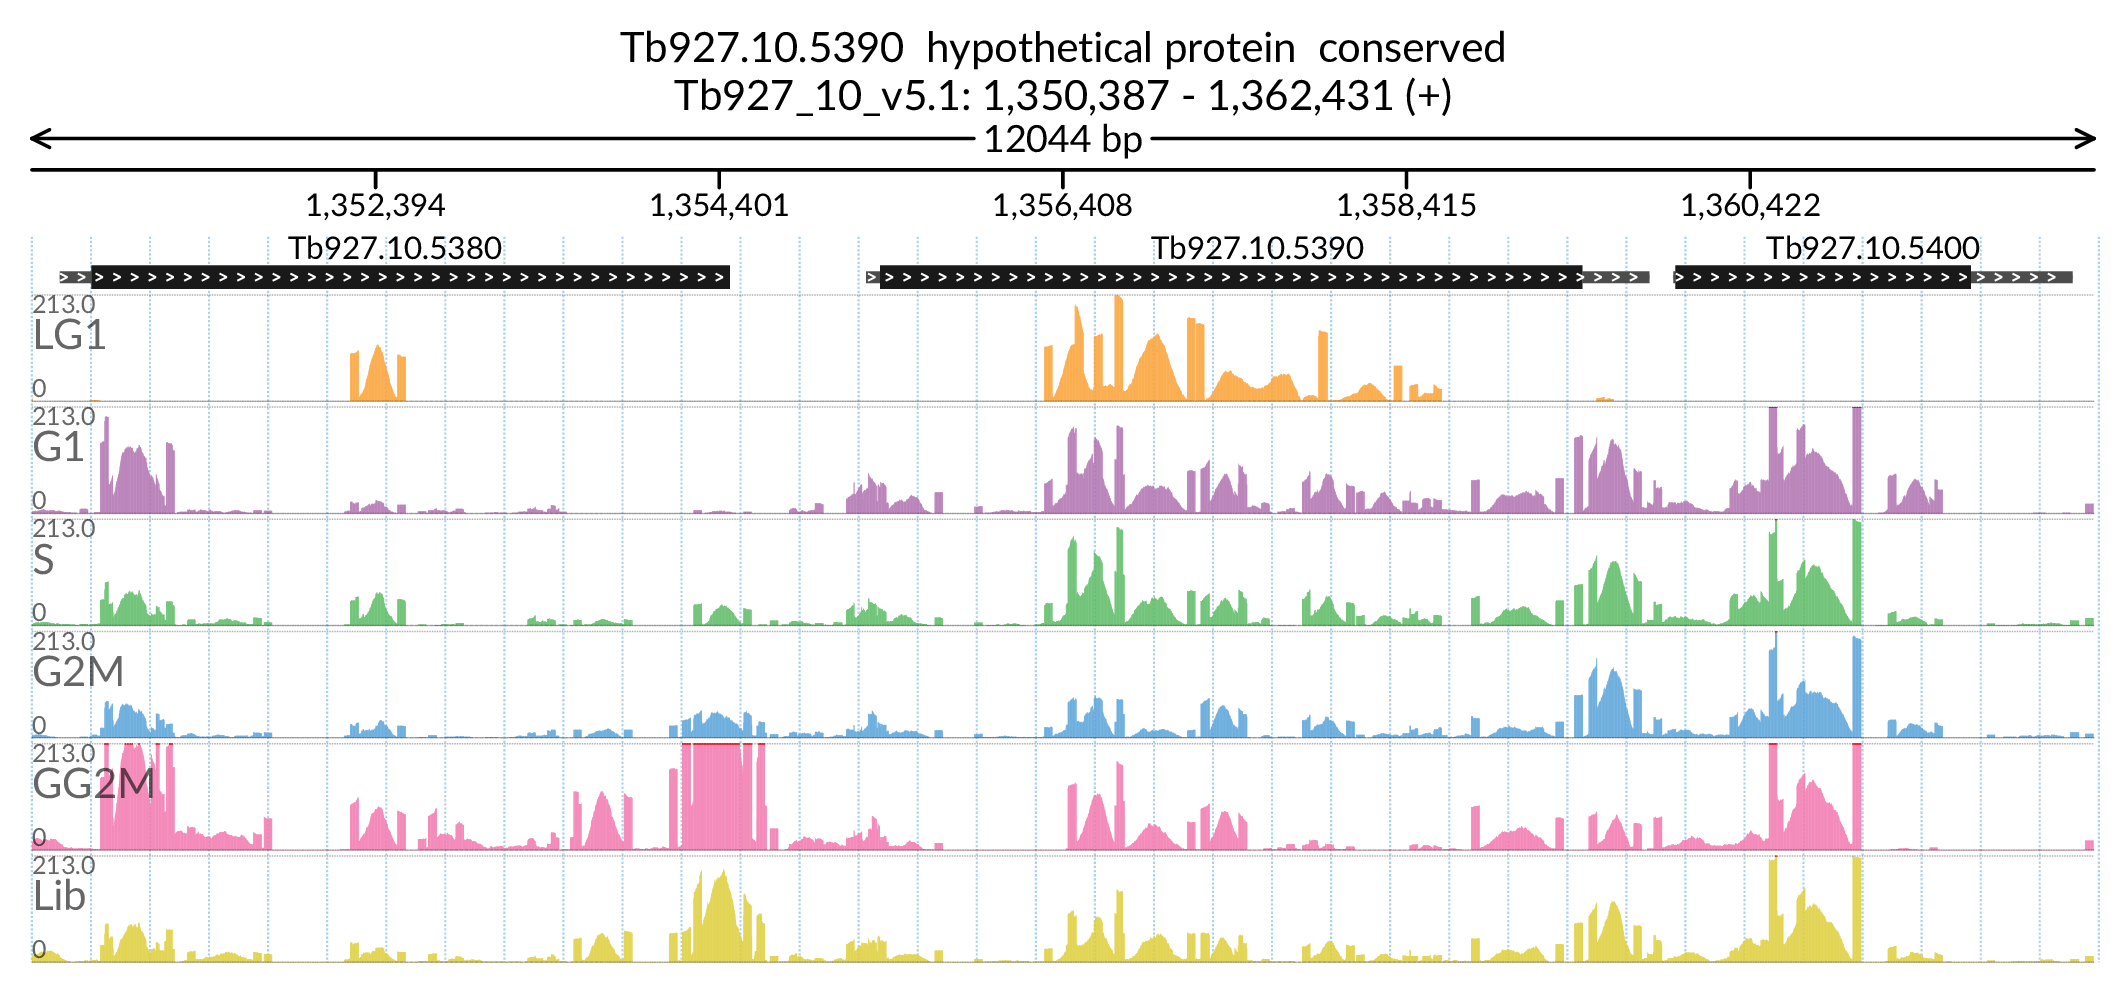 Tb927.10.5390 hypothetical protein conserved
Tb927_10_v5.1: 1,350,387 - 1,362,431 (+)
12044 bp
1,352,394 1,354,401 1,356,408 1,358,415 1,360,422
Tb927.10.5380 Tb927.10.5390 Tb927.10.5400
213.0
LG1
0
213.0
G1
0
213.0
S
0
213.0
G2M
0
213.0
GG2M
0
213.0
Lib
0